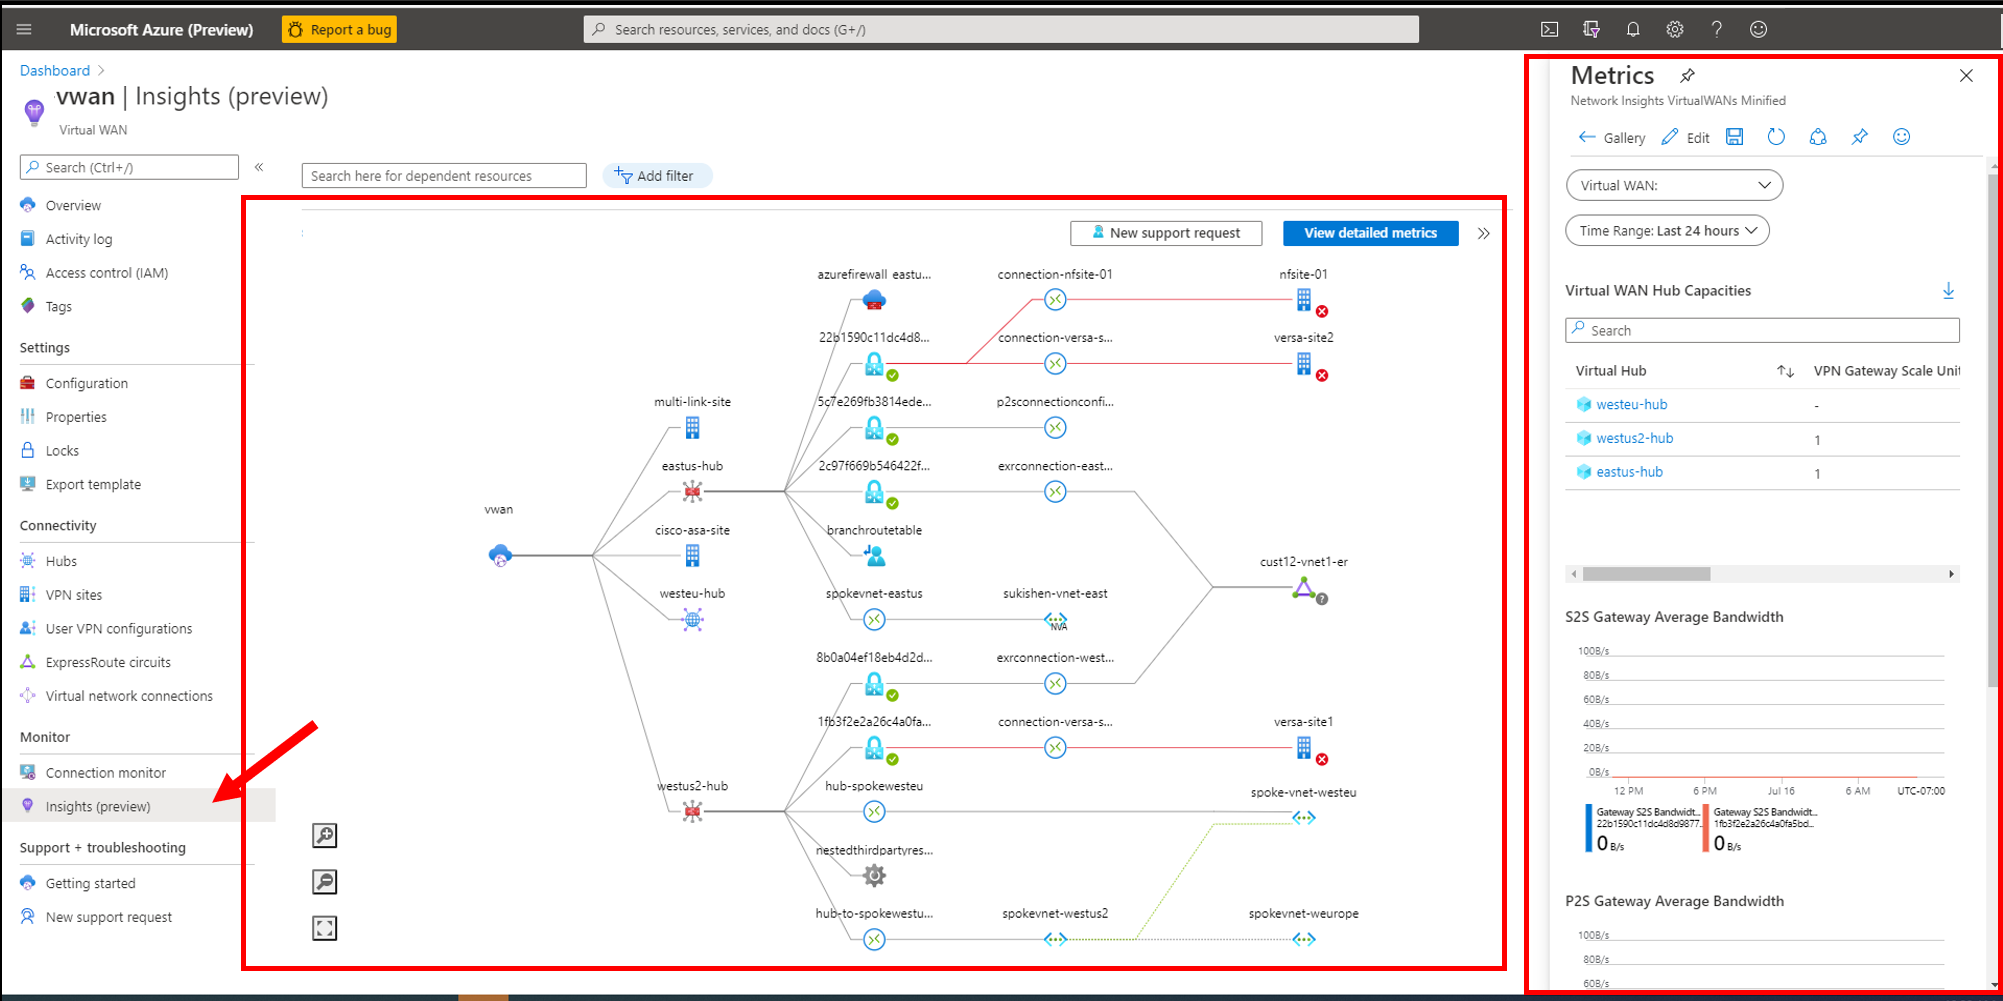 Microsoft Azure (Preview)
Report a bug
Search resources, services, and docs (G+/)
Dashboard
vwan | Insights (preview)
Virtual WAN
Search (Ctrl+/)
Overview
Activity log
Access control (IAM)
Tags
Settings
Configuration
Properties
Locks
Export template
Connectivity
Hubs
VPN sites
User VPN configurations
ExpressRoute circuits
Virtual network connections
Monitor
Connection monitor
Insights (preview)
Support + troubleshooting
Getting started
New support request
Search here for dependent resources
Add filter
New support request
View detailed metrics
azurefirewall_eastu...
connection-nfsite-01
nfsite-01
22b1590c11dc4d8...
connection-versa-s...
versa-site2
multi-link-site
5c7e269fb3814ede...
p2sconnectionconfi...
eastus-hub
2c97f669b546422f...
exrconnection-east...
vwan
cisco-asa-site
branchroutetable
cust12-vnet1-er
westeu-hub
spokevnet-eastus
sukishen-vnet-east
NVA
8b0a04ef18eb4d2d...
exrconnection-west...
1fb3f2e2a26c4a0fa...
connection-versa-s...
versa-site1
westus2-hub
hub-spokewesteu
spoke-vnet-westeu
nestedthirdpartyres...
hub-to-spokewestu...
spokevnet-westus2
spokevnet-weurope
Metrics
Network Insights VirtualWANs Minified
Gallery
Edit
Virtual WAN:
Time Range: Last 24 hours
Virtual WAN Hub Capacities
Search
Virtual Hub
VPN Gateway Scale Unit
westeu-hub
-
westus2-hub
1
eastus-hub
1
S2S Gateway Average Bandwidth
100B/s
80B/s
60B/s
40B/s
20B/s
0B/s
12 PM
6 PM
Jul 16
6 AM
UTC-07:00
Gateway S2S Bandwidt...
22b1590c11dc4d8d9877...
0 B/s
Gateway S2S Bandwidt...
1fb3f2e2a26c4a0fa5bd...
0 B/s
P2S Gateway Average Bandwidth
100B/s
80B/s
60B/s